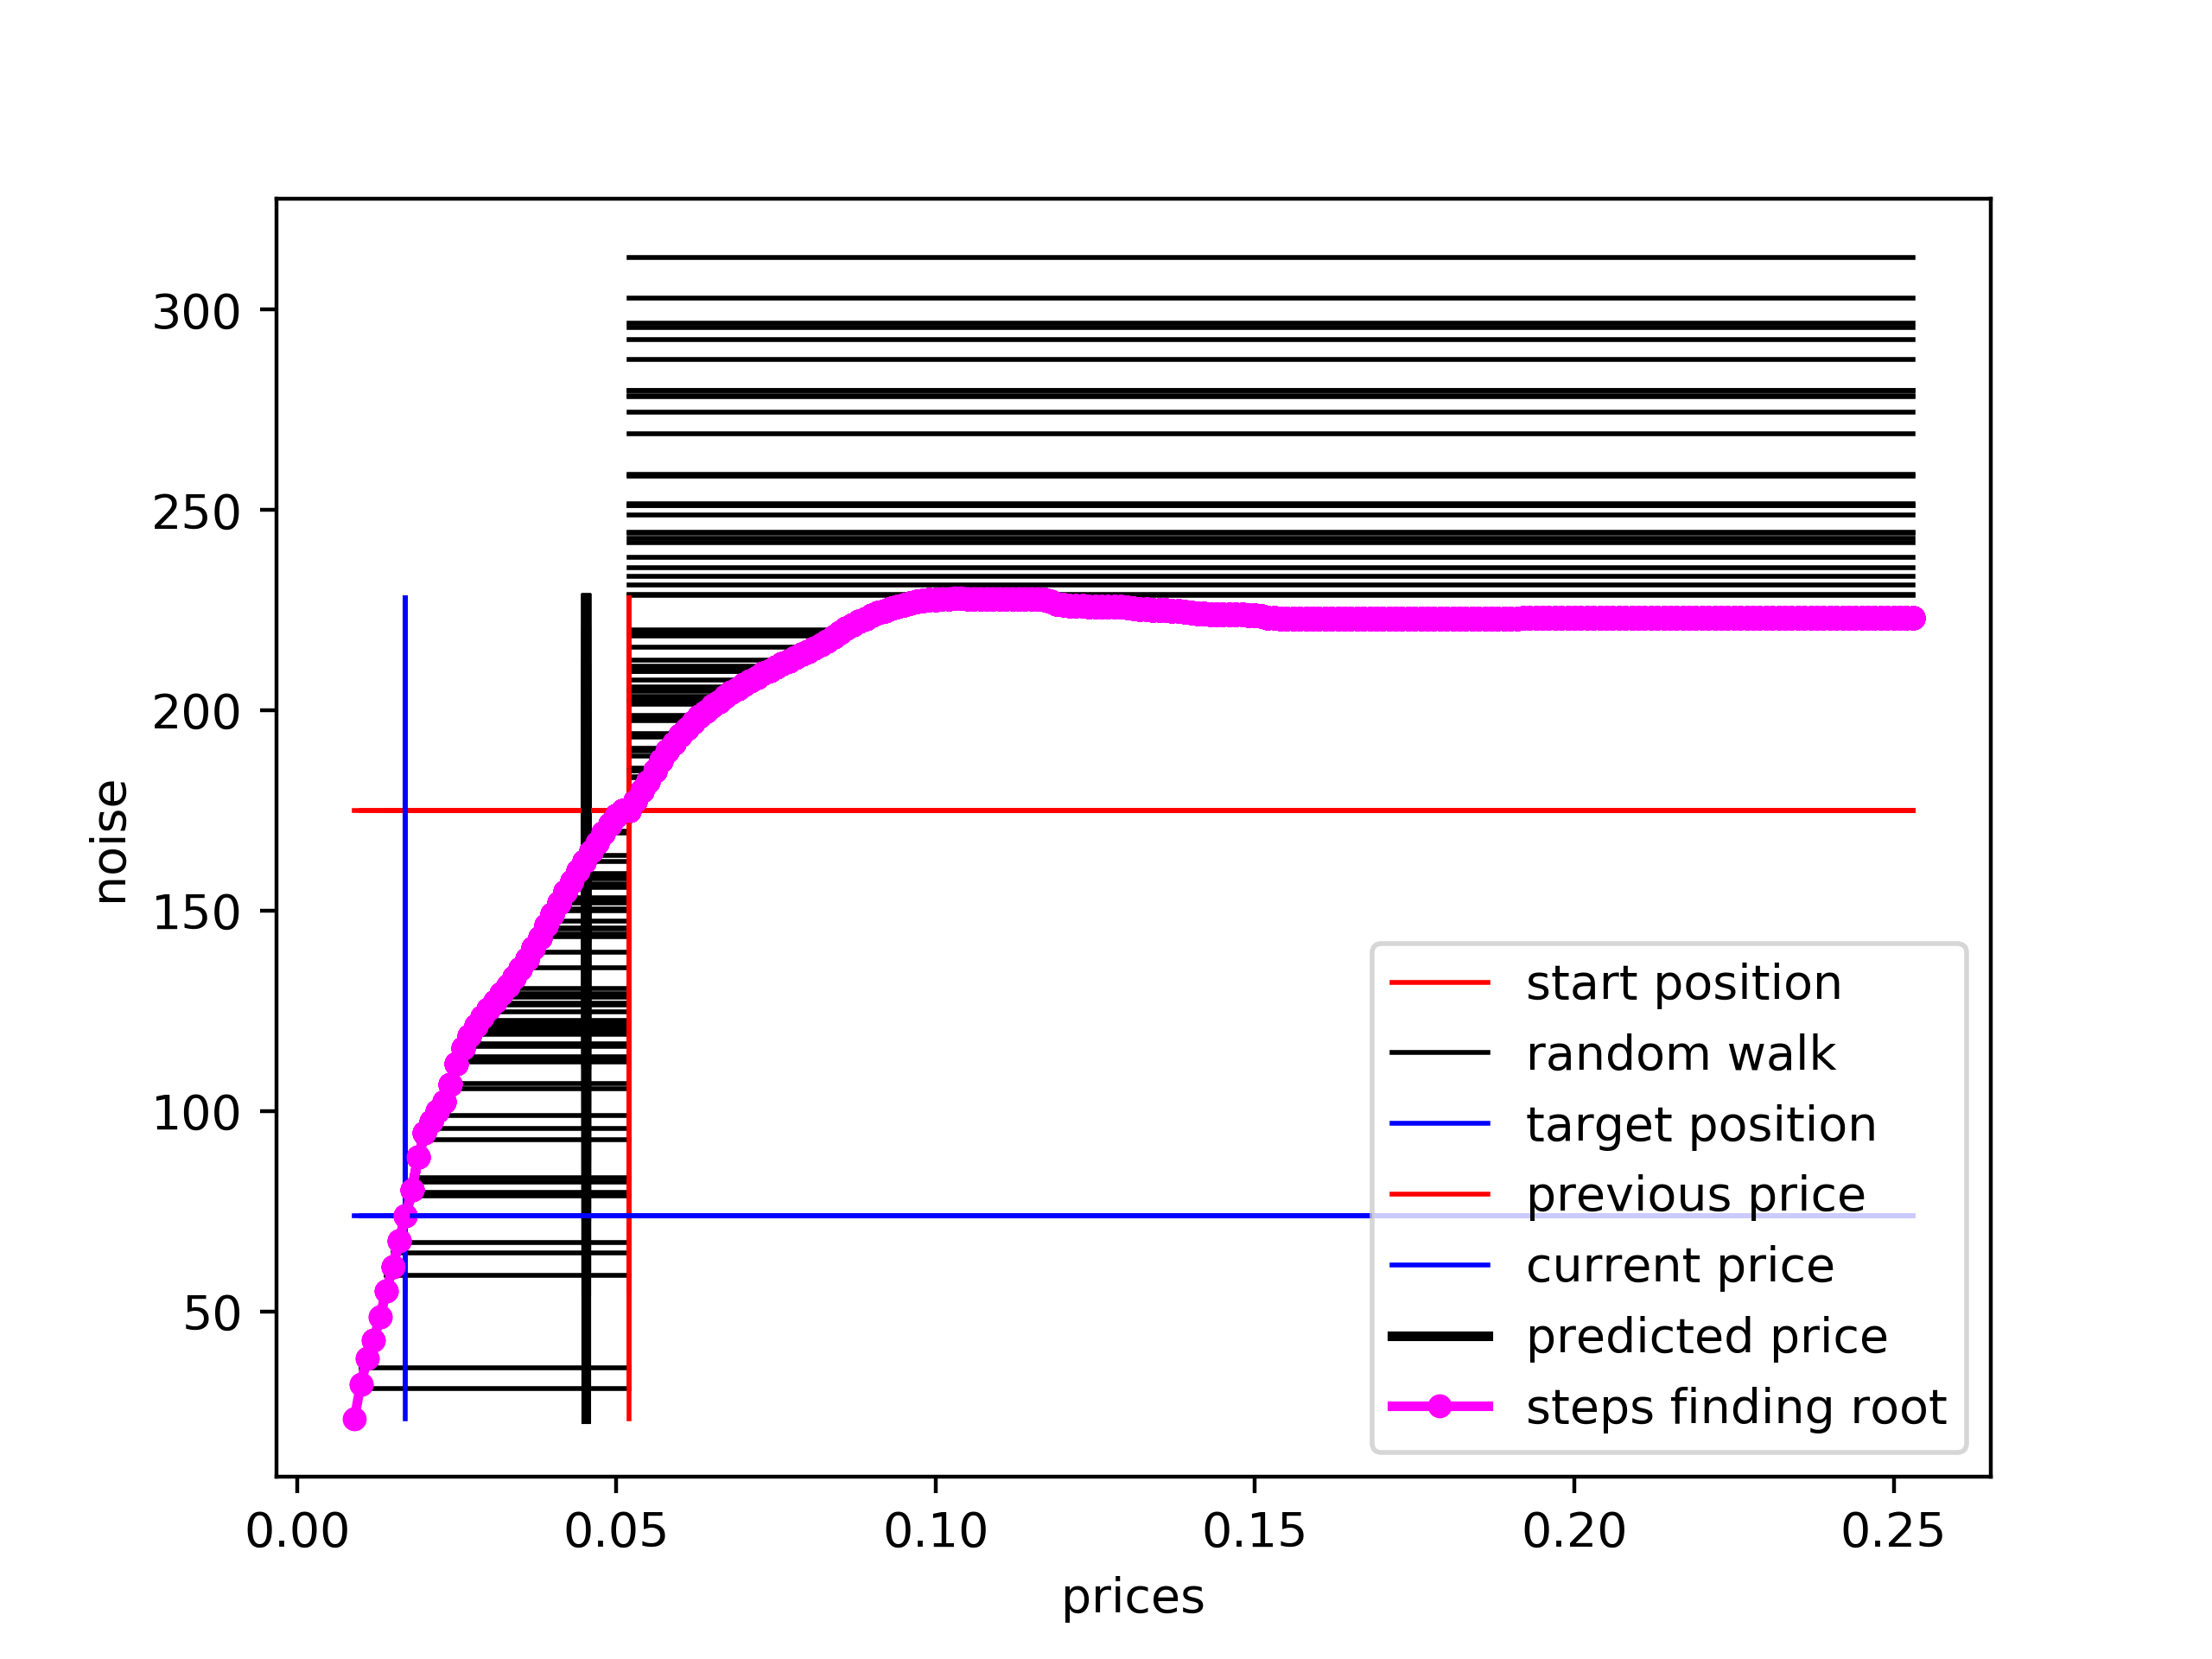 300
250
200
150
100
50
noise
start position
random walk
target position
previous price
current price
predicted price
steps finding root
0.00 0.05 0.10 0.15 0.20 0.25
prices